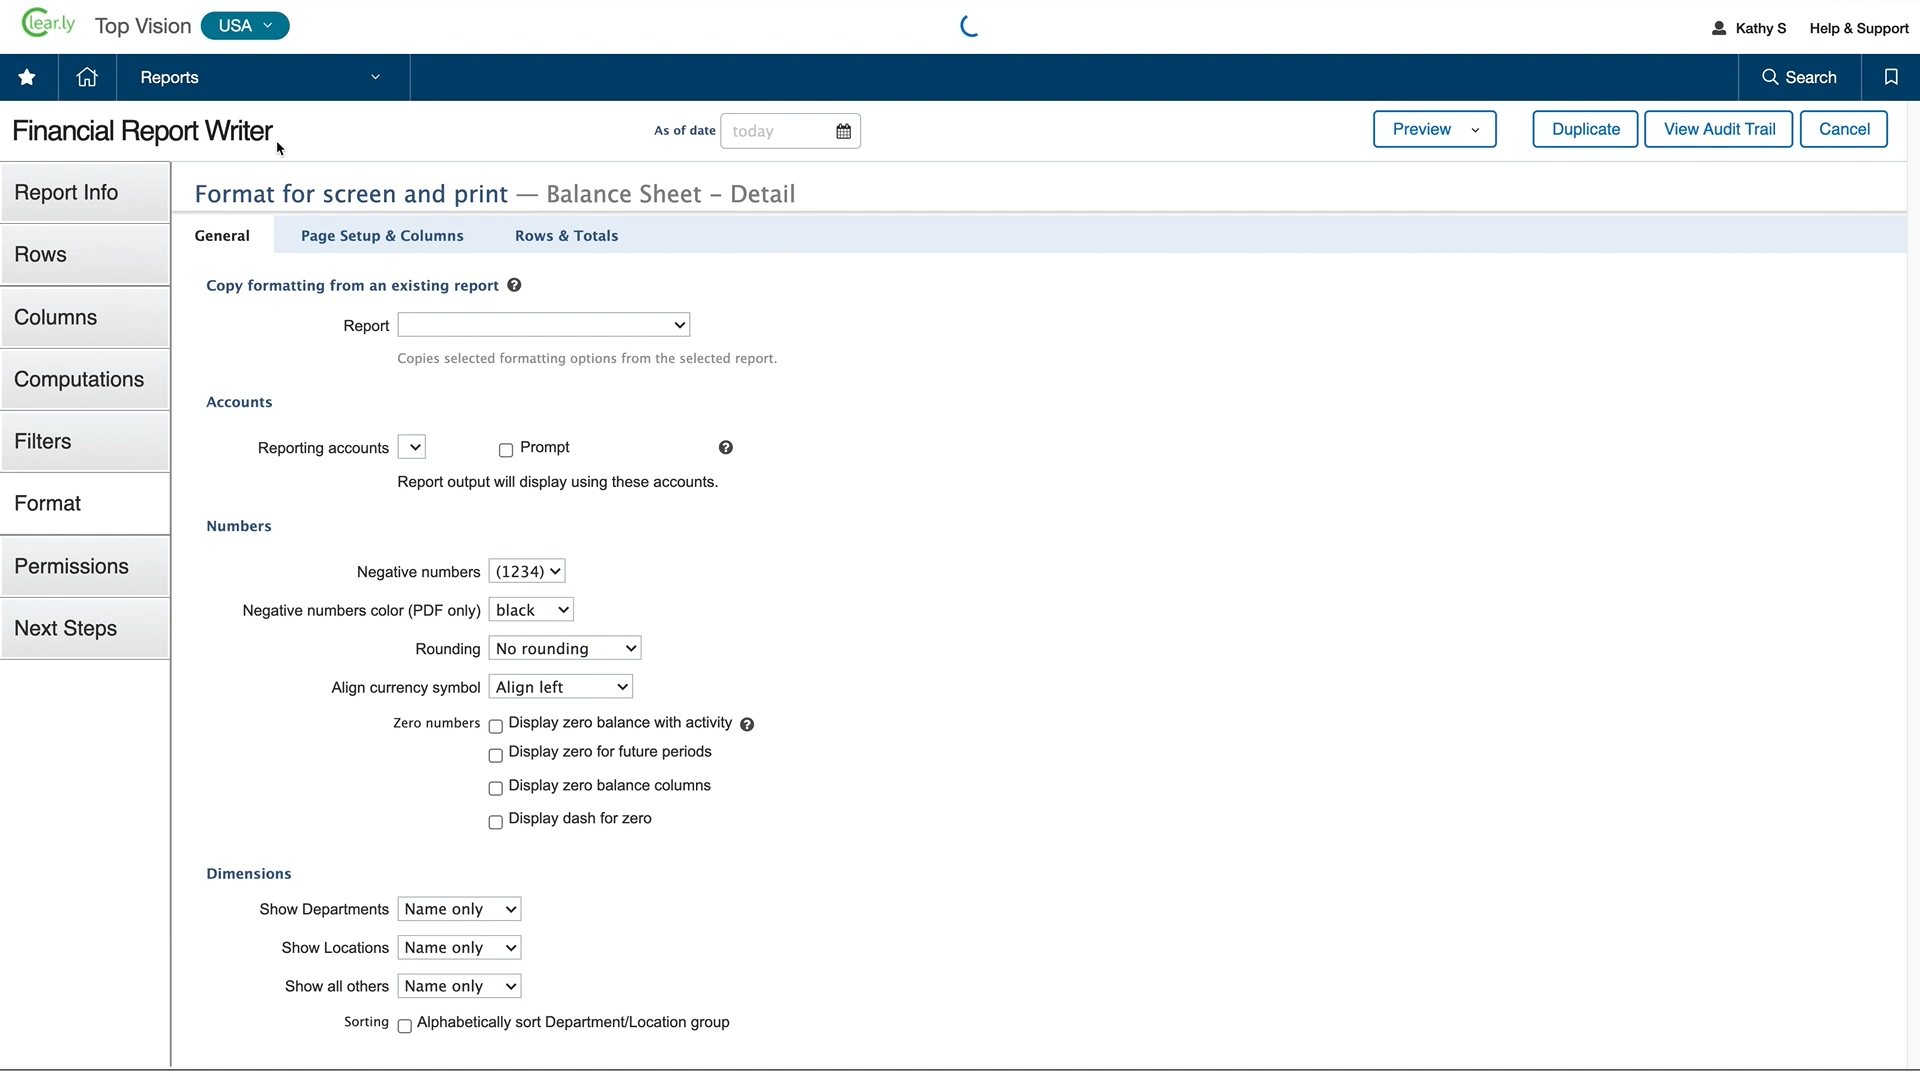 Clear.ly Top Vision USA Kathy S Help & Support
Reports Search
Financial Report Writer As of date today Preview Duplicate View Audit Trail Cancel
Report Info
Rows
Columns
Computations
Filters
Format
Permissions
Next Steps
Format for screen and print — Balance Sheet – Detail
General Page Setup & Columns Rows & Totals
Copy formatting from an existing report ?
Report
Copies selected formatting options from the selected report.
Accounts
Reporting accounts Prompt ?
Report output will display using these accounts.
Numbers
Negative numbers (1234)
Negative numbers color (PDF only) black
Rounding No rounding
Align currency symbol Align left
Zero numbers Display zero balance with activity ?
Display zero for future periods
Display zero balance columns
Display dash for zero
Dimensions
Show Departments Name only
Show Locations Name only
Show all others Name only
Sorting Alphabetically sort Department/Location group